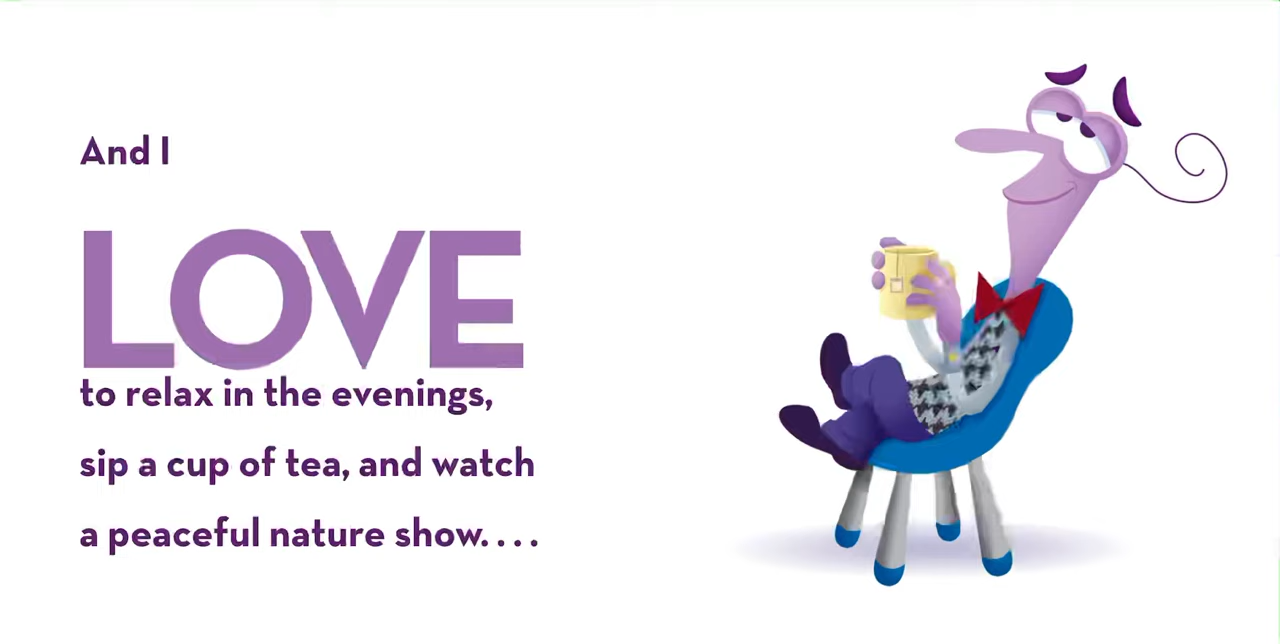 And I
LOVE
to relax in the evenings,
sip a cup of tea, and watch
a peaceful nature show. . . .